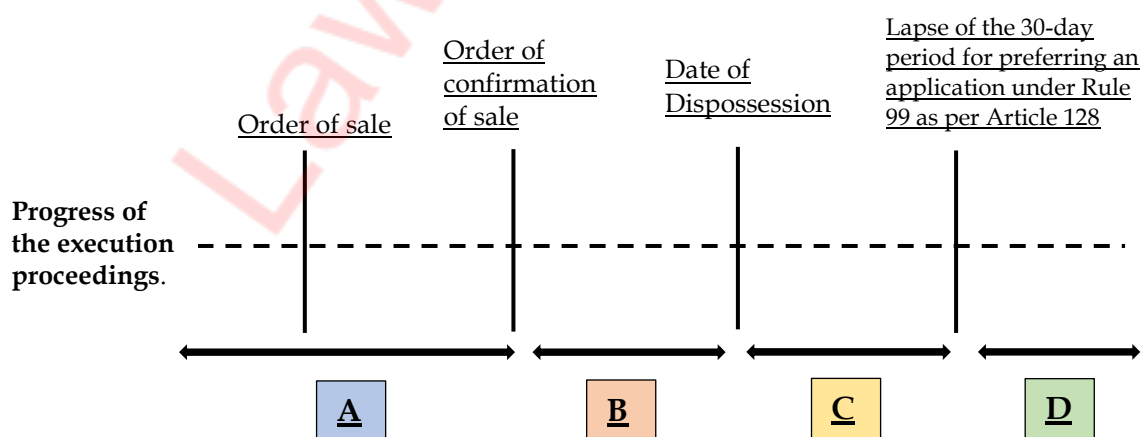 Order of sale
Order of
confirmation
of sale
Date of
Dispossession
Lapse of the 30-day
period for preferring an
application under Rule
99 as per Article 128
Progress of
the execution
proceedings.
A
B
C
D
Law